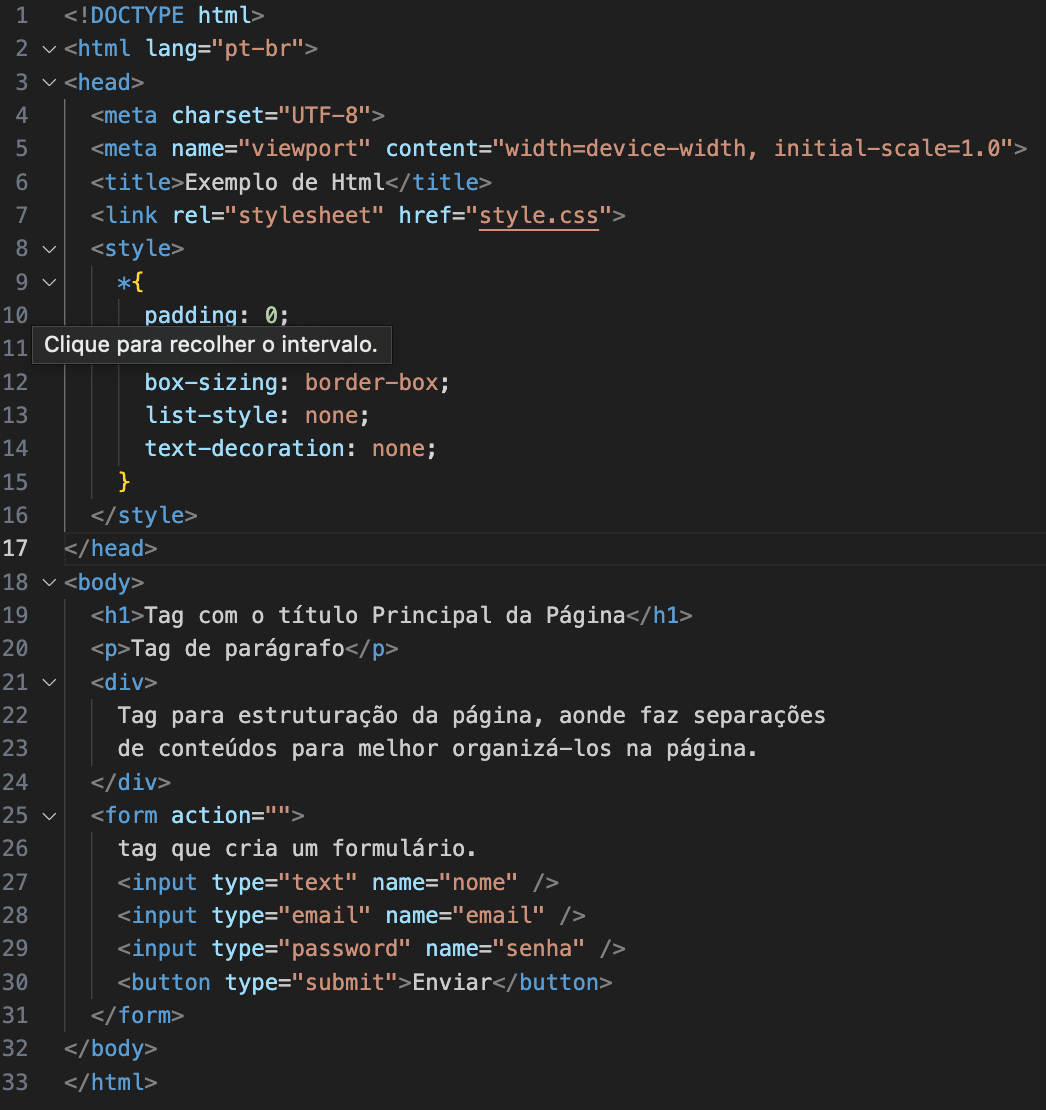 1 <!DOCTYPE html>
2 <html lang="pt-br">
3 <head>
4 <meta charset="UTF-8">
5 <meta name="viewport" content="width=device-width, initial-scale=1.0">
6 <title>Exemplo de Html</title>
7 <link rel="stylesheet" href="style.css">
8 <style>
9 *{
10 padding: 0;
11 Clique para recolher o intervalo.
12 box-sizing: border-box;
13 list-style: none;
14 text-decoration: none;
15 }
16 </style>
17 </head>
18 <body>
19 <h1>Tag com o título Principal da Página</h1>
20 <p>Tag de parágrafo</p>
21 <div>
22 Tag para estruturação da página, aonde faz separações
23 de conteúdos para melhor organizá-los na página.
24 </div>
25 <form action="">
26 tag que cria um formulário.
27 <input type="text" name="nome" />
28 <input type="email" name="email" />
29 <input type="password" name="senha" />
30 <button type="submit">Enviar</button>
31 </form>
32 </body>
33 </html>